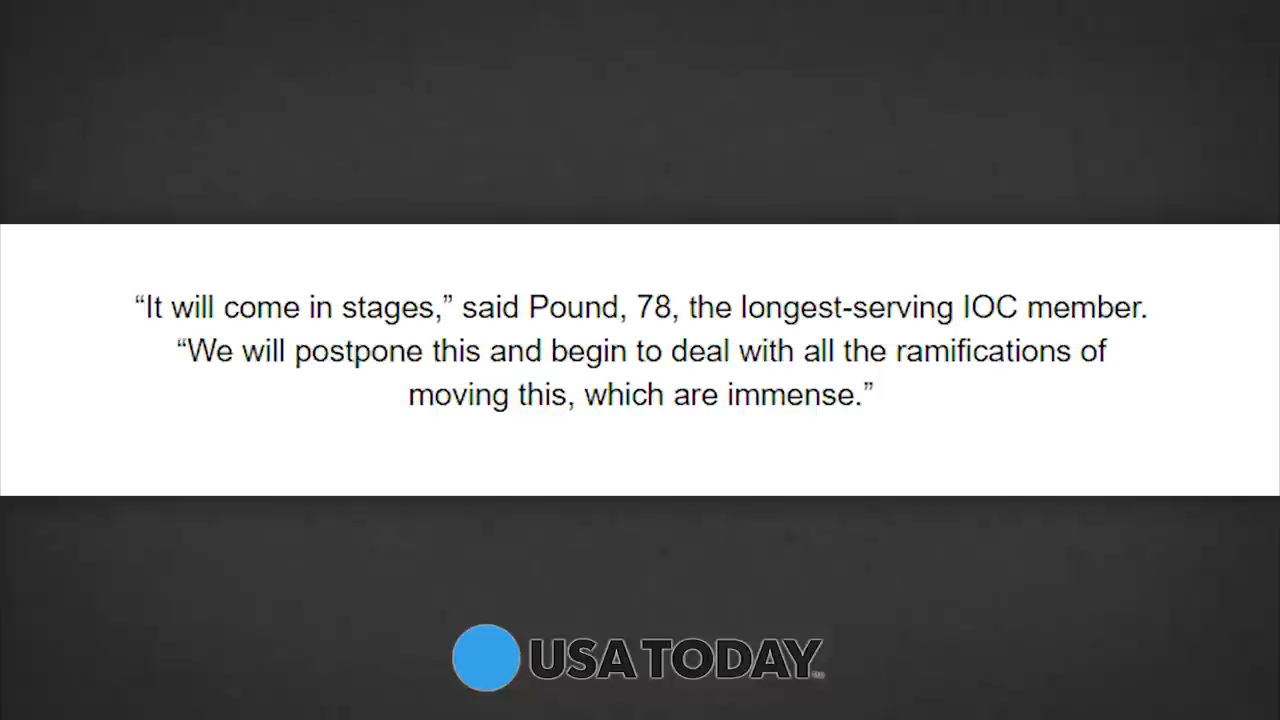 “It will come in stages,” said Pound, 78, the longest-serving IOC member.
“We will postpone this and begin to deal with all the ramifications of
moving this, which are immense.”
USA TODAY